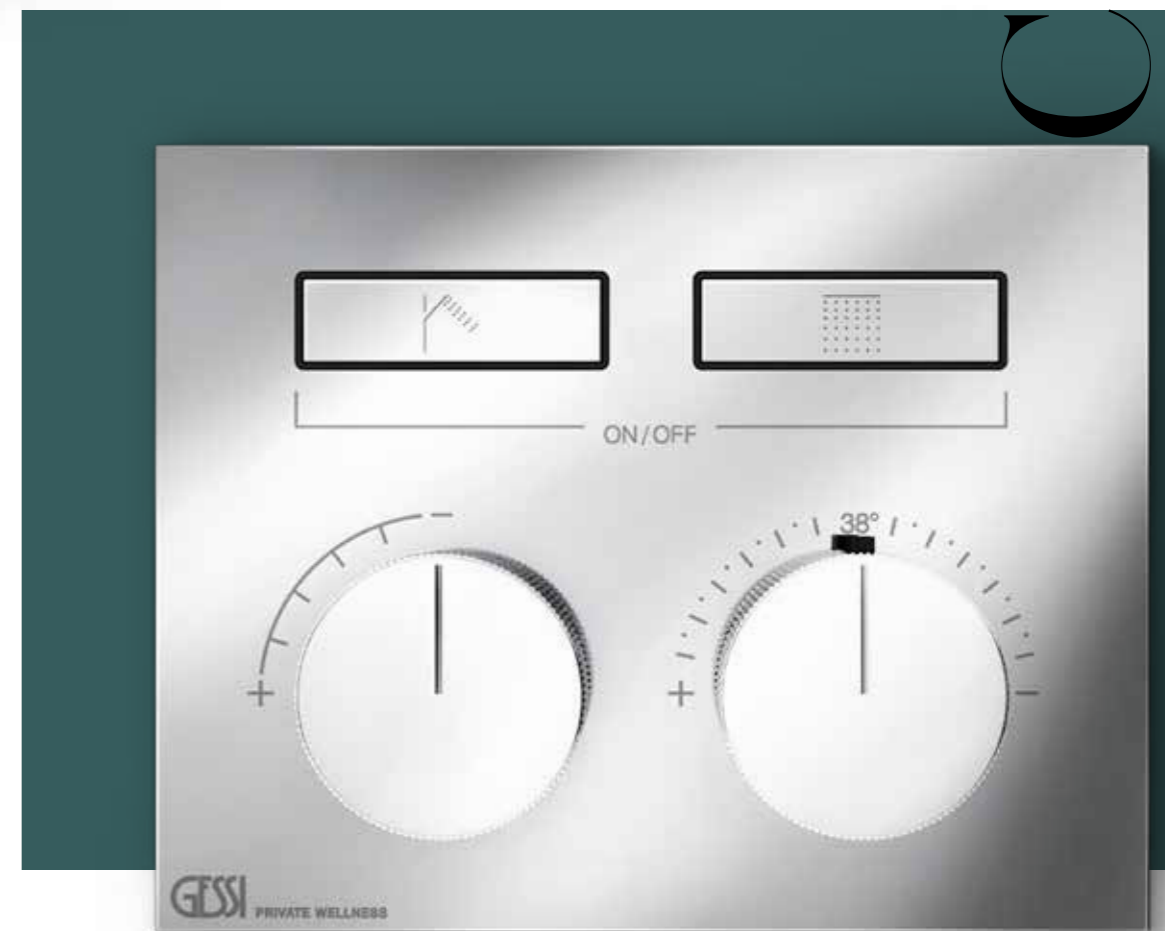 ON/OFF
38°
− +
+ −
GESSI PRIVATE WELLNESS